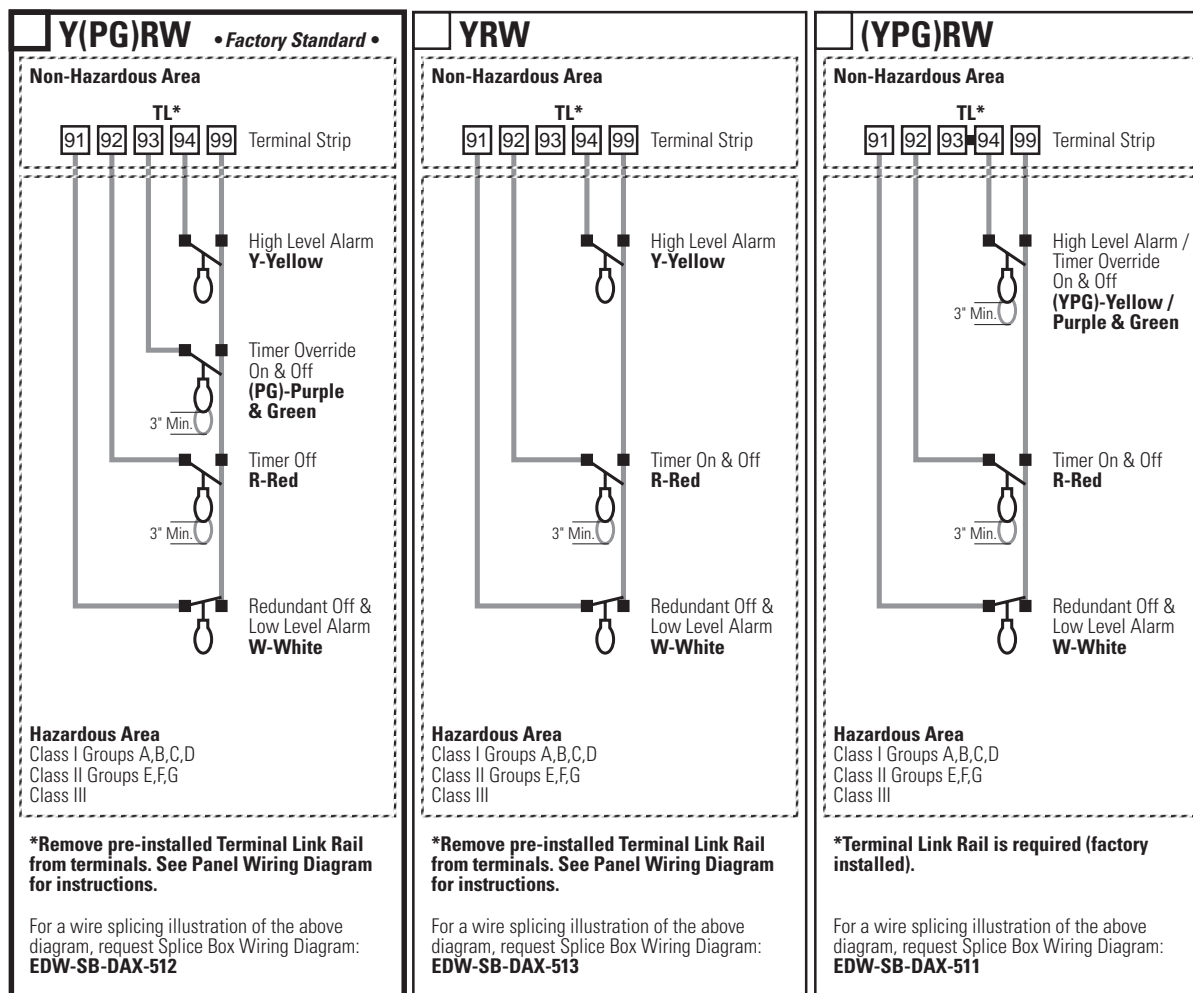 Y(PG)RW • Factory Standard •
Non-Hazardous Area
TL*
91 92 93 94 99 Terminal Strip
High Level Alarm
Y-Yellow
Timer Override
On & Off
(PG)-Purple
& Green
3" Min.
Timer Off
R-Red
3" Min.
Redundant Off &
Low Level Alarm
W-White
Hazardous Area
Class I Groups A,B,C,D
Class II Groups E,F,G
Class III
*Remove pre-installed Terminal Link Rail
from terminals. See Panel Wiring Diagram
for instructions.
For a wire splicing illustration of the above
diagram, request Splice Box Wiring Diagram:
EDW-SB-DAX-512
YRW
Non-Hazardous Area
TL*
91 92 93 94 99 Terminal Strip
High Level Alarm
Y-Yellow
Timer On & Off
R-Red
3" Min.
Redundant Off &
Low Level Alarm
W-White
Hazardous Area
Class I Groups A,B,C,D
Class II Groups E,F,G
Class III
*Remove pre-installed Terminal Link Rail
from terminals. See Panel Wiring Diagram
for instructions.
For a wire splicing illustration of the above
diagram, request Splice Box Wiring Diagram:
EDW-SB-DAX-513
(YPG)RW
Non-Hazardous Area
TL*
91 92 93 94 99 Terminal Strip
High Level Alarm /
Timer Override
On & Off
(YPG)-Yellow /
Purple & Green
3" Min.
Timer On & Off
R-Red
3" Min.
Redundant Off &
Low Level Alarm
W-White
Hazardous Area
Class I Groups A,B,C,D
Class II Groups E,F,G
Class III
*Terminal Link Rail is required (factory
installed).
For a wire splicing illustration of the above
diagram, request Splice Box Wiring Diagram:
EDW-SB-DAX-511